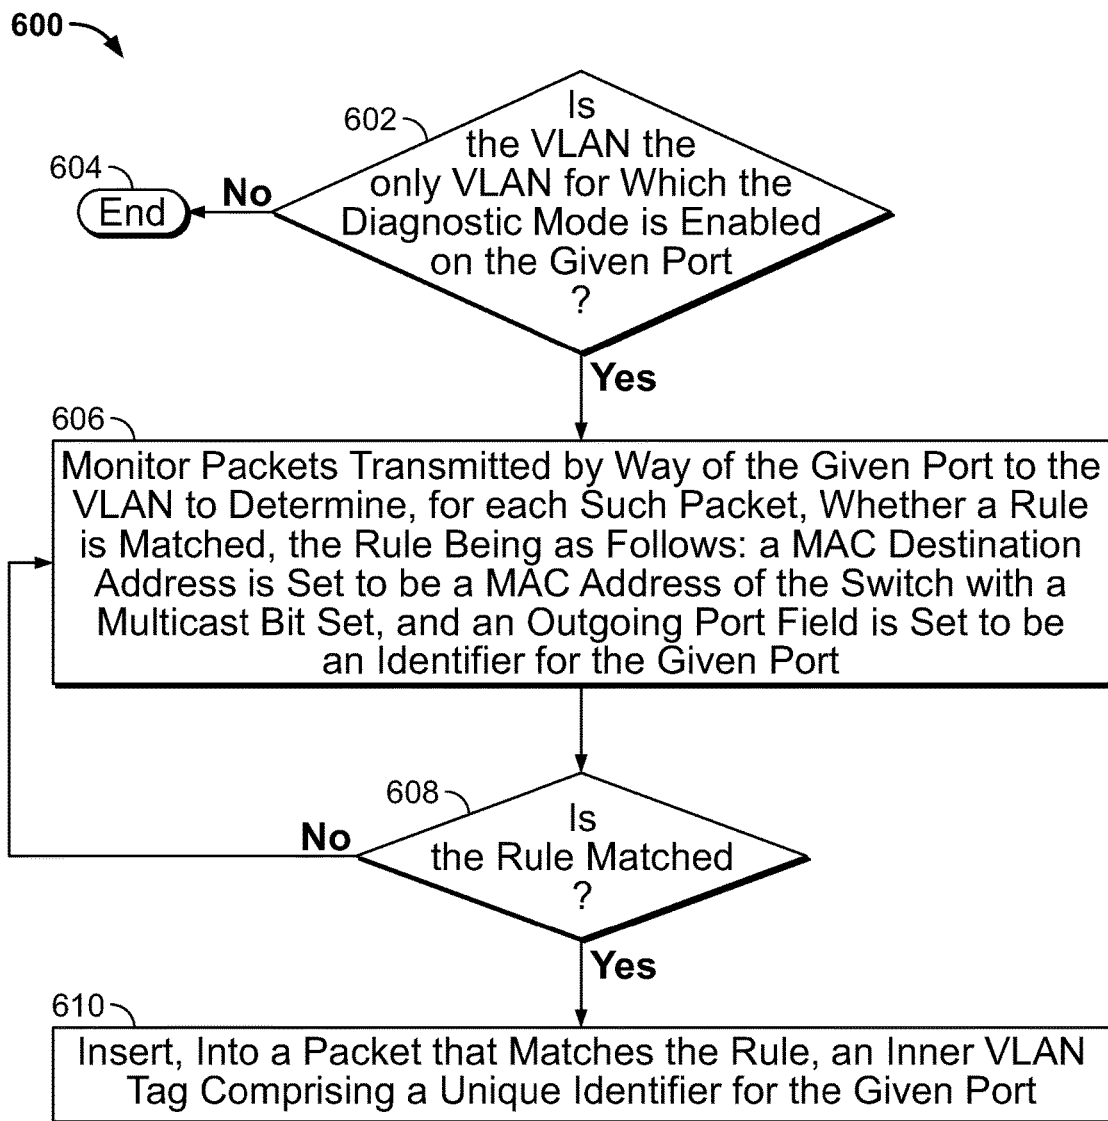 600
602
Is
the VLAN the
only VLAN for Which the
Diagnostic Mode is Enabled
on the Given Port
?
604
End
No
Yes
606
Monitor Packets Transmitted by Way of the Given Port to the
VLAN to Determine, for each Such Packet, Whether a Rule
is Matched, the Rule Being as Follows: a MAC Destination
Address is Set to be a MAC Address of the Switch with a
Multicast Bit Set, and an Outgoing Port Field is Set to be
an Identifier for the Given Port
608
Is
the Rule Matched
?
No
Yes
610
Insert, Into a Packet that Matches the Rule, an Inner VLAN
Tag Comprising a Unique Identifier for the Given Port